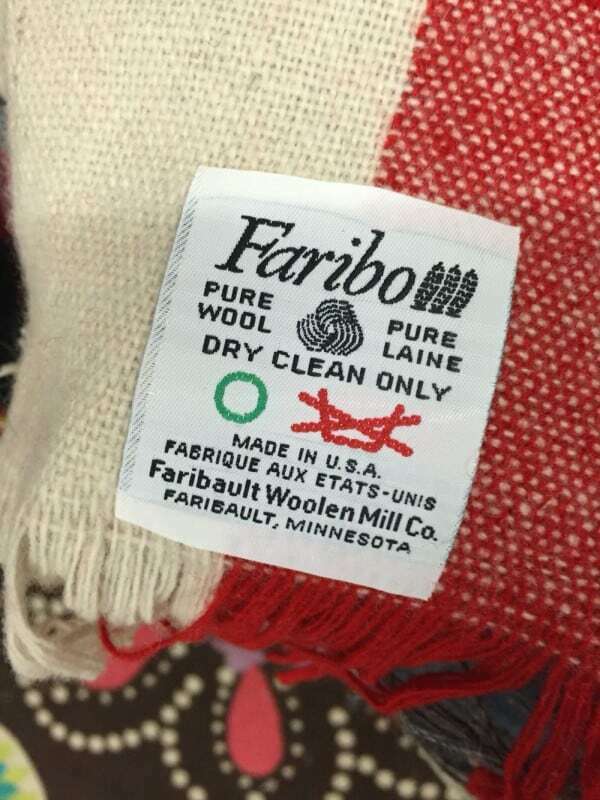 Faribo
PURE WOOL
PURE LAINE
DRY CLEAN ONLY
MADE IN U.S.A.
FABRIQUE AUX ETATS-UNIS
Faribault Woolen Mill Co.
FARIBAULT, MINNESOTA